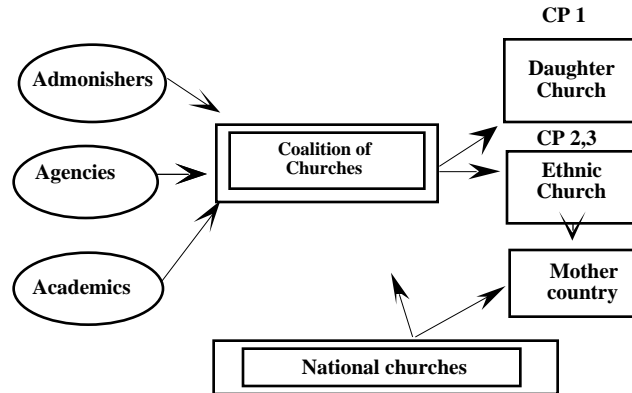 CP 1
Admonishers
Daughter
Church
Coalition of
Churches
CP 2,3
Agencies
Ethnic
Church
Academics
Mother
country
National churches